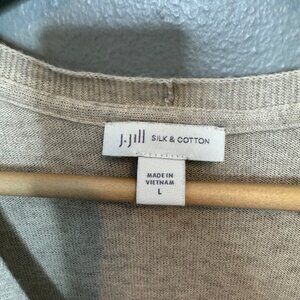 J.Jill SILK & COTTON
MADE IN
VIETNAM
L